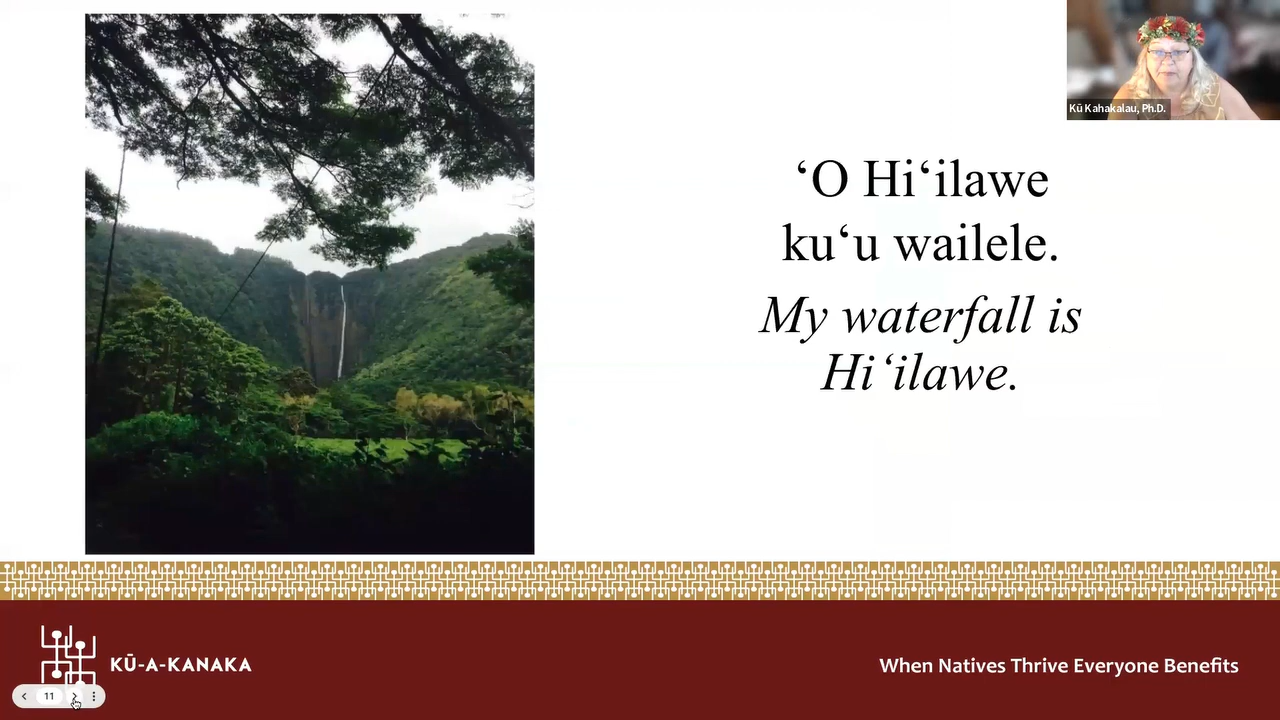 Kū Kahakalau, Ph.D.
ʻO Hiʻilawe
kuʻu wailele.
My waterfall is
Hiʻilawe.
KŪ-A-KANAKA
When Natives Thrive Everyone Benefits
11